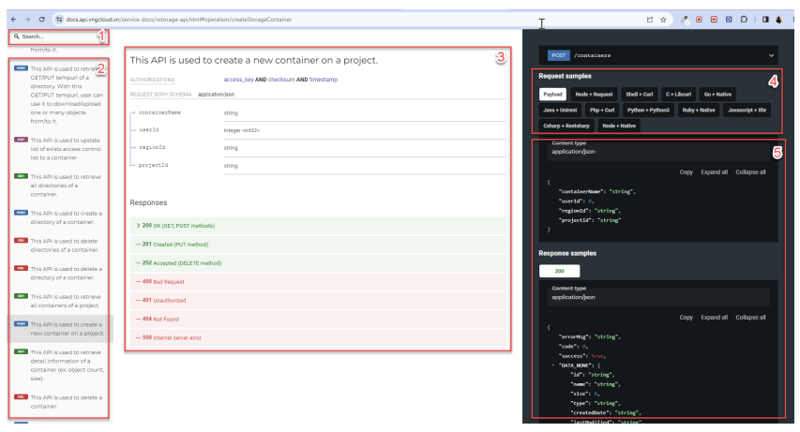 docs.api.vngcloud.vn/service-docs/vstorage-api.html#operation/createStorageContainer
Search...
1
2
from/to it.
POST This API is used to retrieve
GET/PUT tempurl of a
directory. With this
GET/PUT tempurl, user can
use it to download/upload
one or many objects
from/to it.
This API is used to update
list of exists access control
list to a container
GET This API is used to retrieve
all directories of a
container.
POST This API is used to create a
directory of a container.
DEL This API is used to delete
directories of a container.
DEL This API is used to delete a
directory of a container.
GET This API is used to retrieve
all containers of a project.
POST This API is used to create a
new container on a project.
GET This API is used to retrieve
detail information of a
container (ex: object count,
size).
DEL This API is used to delete a
container.
3
This API is used to create a new container on a project.
AUTHORIZATIONS: access_key AND checksum AND timestamp
REQUEST BODY SCHEMA: application/json
containerName string
userId integer <int32>
regionId string
projectId string
Responses
> 200 OK (GET, POST methods)
— 201 Created (PUT method)
— 202 Accepted (DELETE method)
— 400 Bad Request
— 401 Unauthorized
— 404 Not Found
— 500 Internal server error
POST /containers
Request samples
4
Payload Node + Request Shell + Curl C + Libcurl Go + Native
Java + Unirest Php + Curl Python + Python3 Ruby + Native Javascript + Xhr
Csharp + Restsharp Node + Native
5
Content type
application/json
Copy Expand all Collapse all
{
"containerName": "string",
"userId": 0,
"regionId": "string",
"projectId": "string"
}
Response samples
200
Content type
application/json
Copy Expand all Collapse all
{
"errorMsg": "string",
"code": 0,
"success": true,
— "DATA_NONE": {
"id": "string",
"name": "string",
"size": 0,
"type": "string",
"createdDate": "string",
"lastModified": "string",